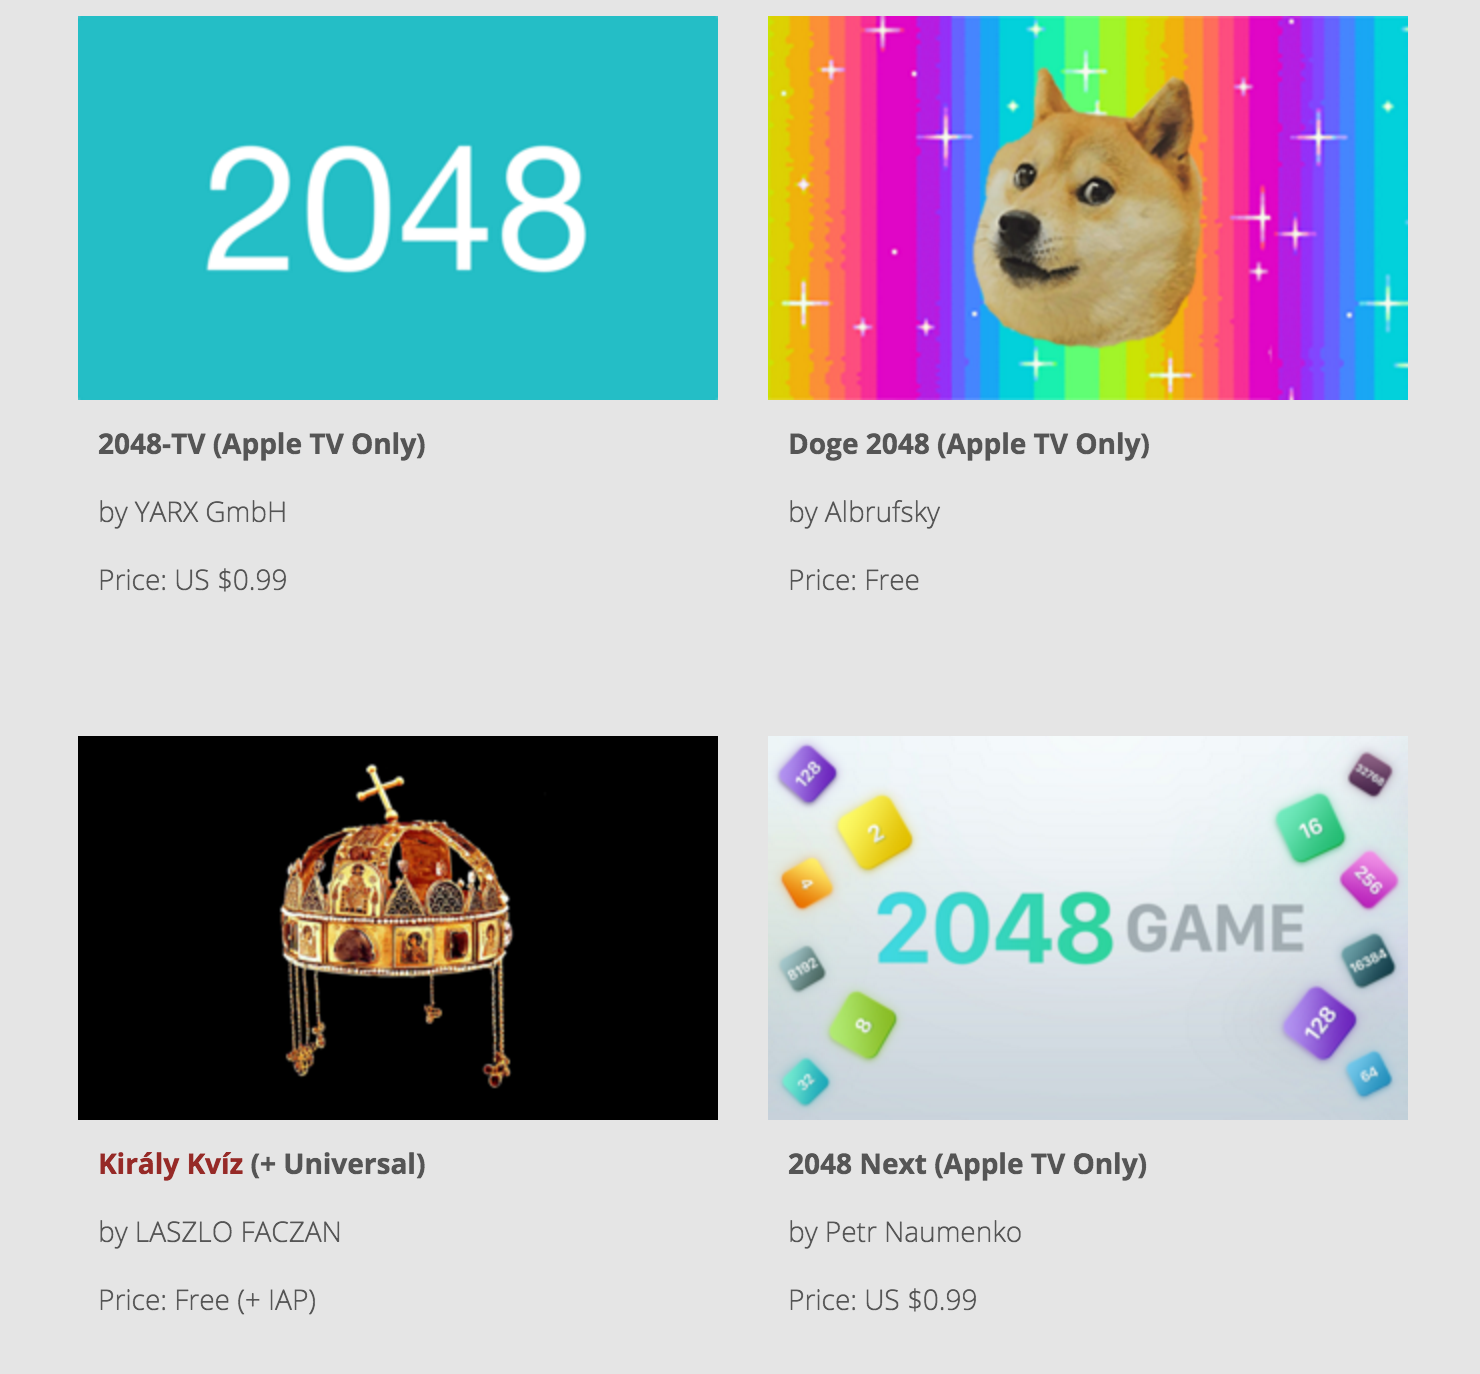 2048
2048-TV (Apple TV Only)
by YARX GmbH
Price: US $0.99
Doge 2048 (Apple TV Only)
by Albrufsky
Price: Free
Király Kvíz (+ Universal)
by LASZLO FACZAN
Price: Free (+ IAP)
128
2
4
8192
8
32
2048 GAME
32768
16
256
16384
128
64
2048 Next (Apple TV Only)
by Petr Naumenko
Price: US $0.99